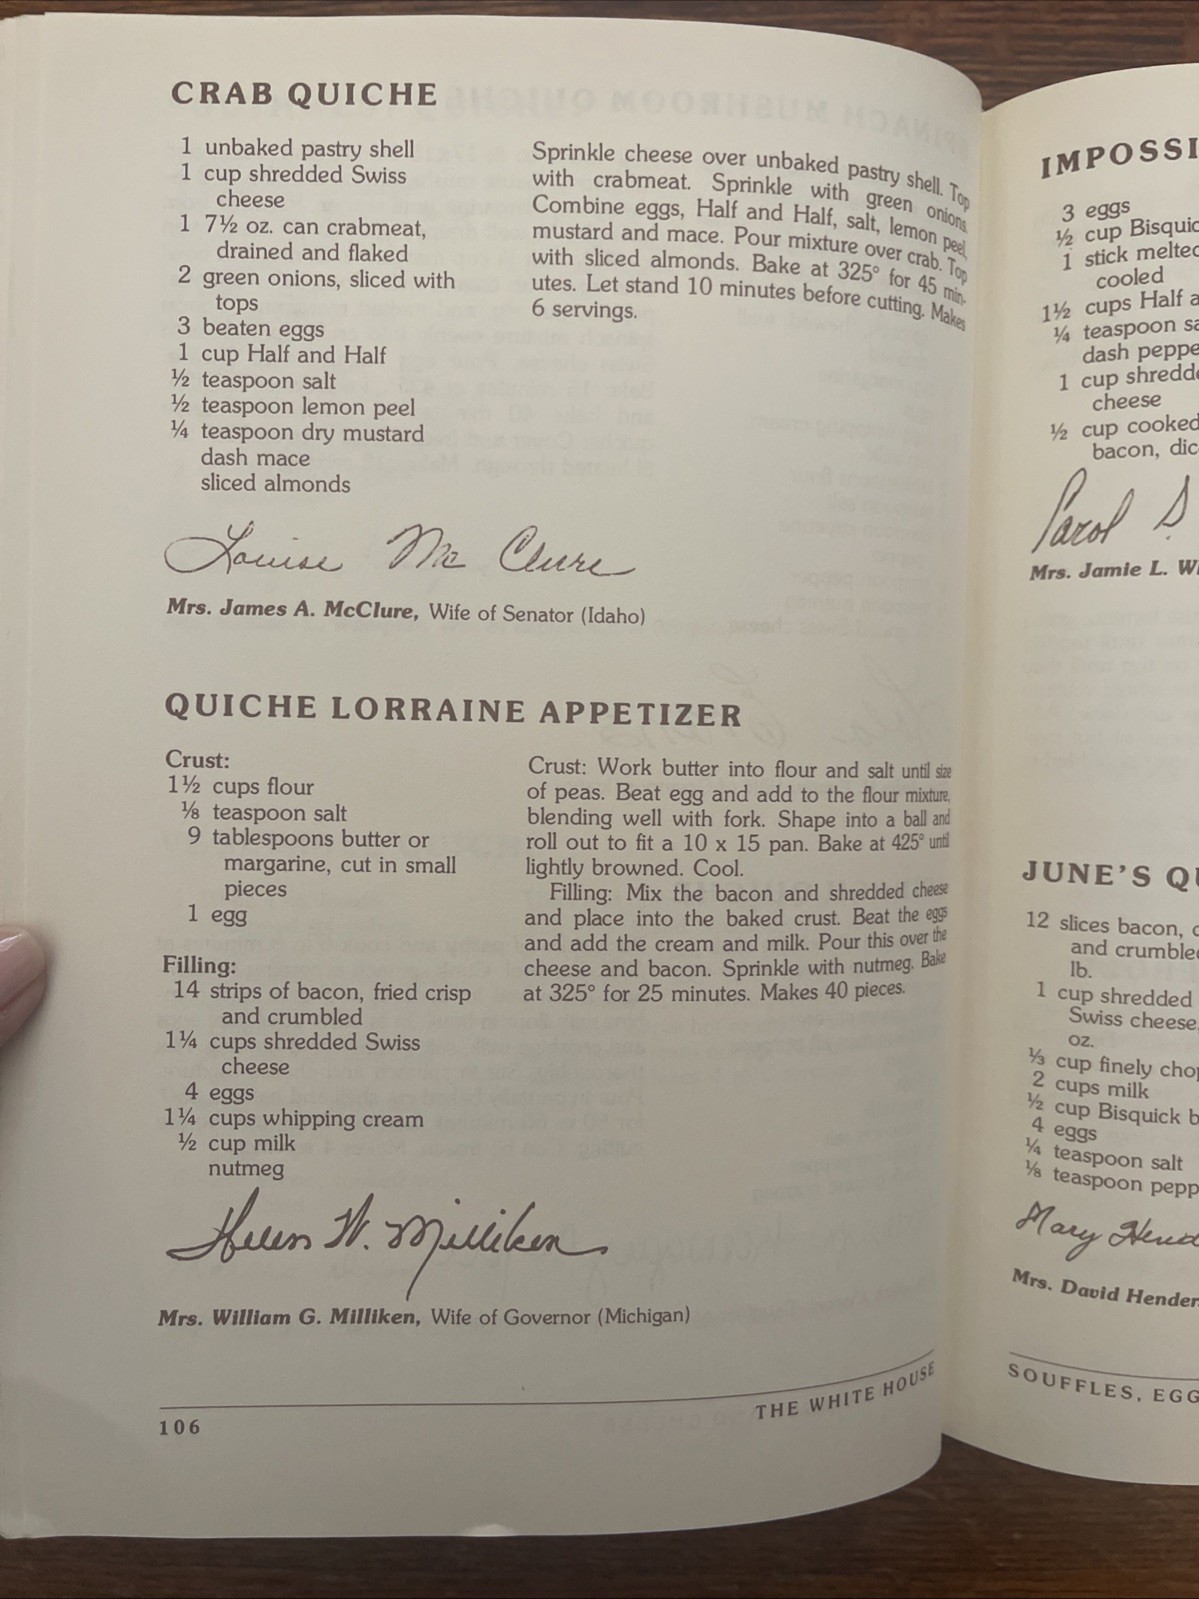 CRAB QUICHE
1 unbaked pastry shell
1 cup shredded Swiss
cheese
1 7½ oz. can crabmeat,
drained and flaked
2 green onions, sliced with
tops
3 beaten eggs
1 cup Half and Half
½ teaspoon salt
½ teaspoon lemon peel
¼ teaspoon dry mustard
dash mace
sliced almonds
Sprinkle cheese over unbaked pastry shell. Top
with crabmeat. Sprinkle with green onions.
Combine eggs, Half and Half, salt, lemon peel,
mustard and mace. Pour mixture over crab. Top
with sliced almonds. Bake at 325° for 45 min-
utes. Let stand 10 minutes before cutting. Makes
6 servings.
Louise McClure
Mrs. James A. McClure, Wife of Senator (Idaho)
QUICHE LORRAINE APPETIZER
Crust:
1½ cups flour
⅛ teaspoon salt
9 tablespoons butter or
margarine, cut in small
pieces
1 egg
Filling:
14 strips of bacon, fried crisp
and crumbled
1¼ cups shredded Swiss
cheese
4 eggs
1¼ cups whipping cream
½ cup milk
nutmeg
Crust: Work butter into flour and salt until size
of peas. Beat egg and add to the flour mixture,
blending well with fork. Shape into a ball and
roll out to fit a 10 x 15 pan. Bake at 425° until
lightly browned. Cool.
Filling: Mix the bacon and shredded cheese
and place into the baked crust. Beat the eggs
and add the cream and milk. Pour this over the
cheese and bacon. Sprinkle with nutmeg. Bake
at 325° for 25 minutes. Makes 40 pieces.
Helen W. Milliken
Mrs. William G. Milliken, Wife of Governor (Michigan)
106
THE WHITE HOUSE
IMPOSSI
3 eggs
½ cup Bisquic
1 stick melted
cooled
1½ cups Half a
¼ teaspoon sa
dash peppe
1 cup shredde
cheese
½ cup cooked
bacon, dic
Carol S
Mrs. Jamie L. W
JUNE'S QU
12 slices bacon, c
and crumble
lb.
1 cup shredded
Swiss cheese,
oz.
⅓ cup finely chop
2 cups milk
½ cup Bisquick b
4 eggs
¼ teaspoon salt
⅛ teaspoon pepp
Mary Hend
Mrs. David Hender
SOUFFLES, EGG